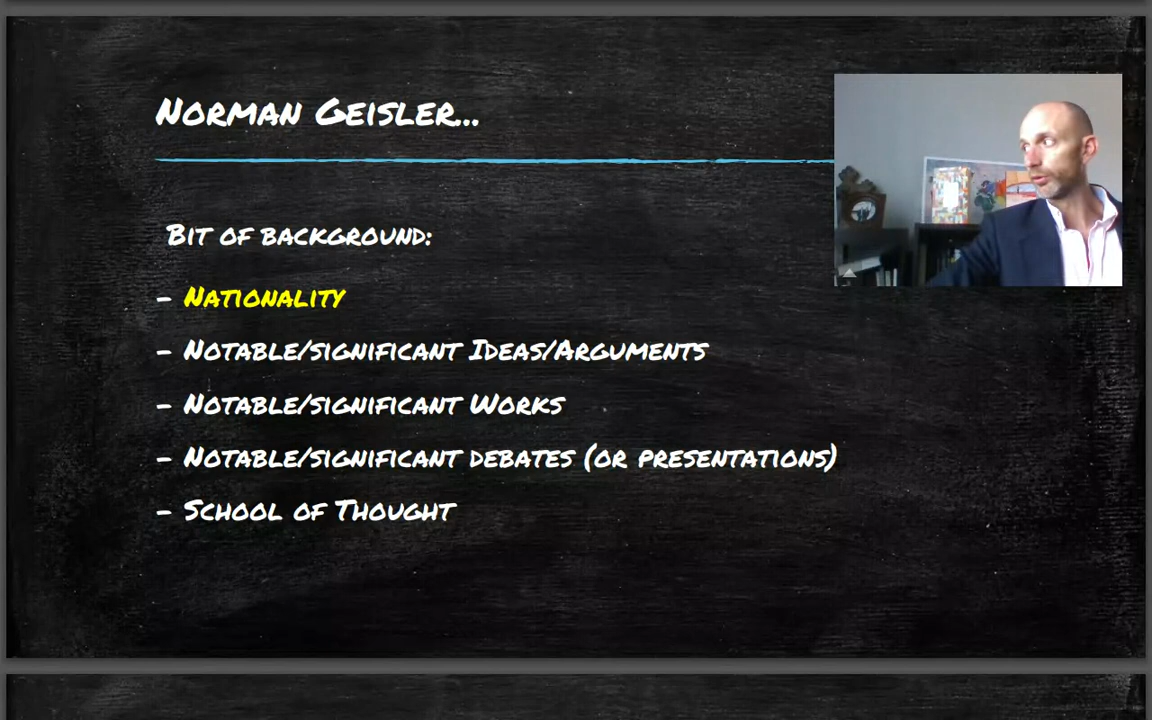 Norman Geisler...
Bit of background:
- Nationality
- Notable/significant Ideas/Arguments
- Notable/significant Works
- Notable/significant debates (or presentations)
- School of Thought